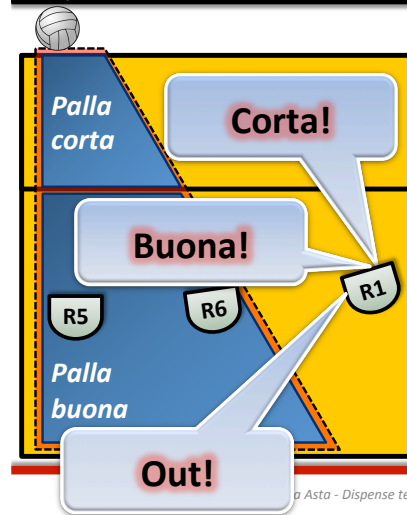 Palla
corta
Corta!
Buona!
R1
R5
R6
Palla
buona
Out!
a Asta - Dispense te